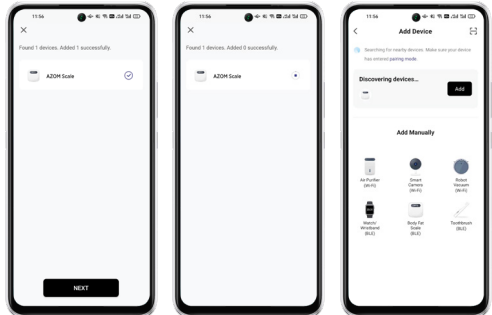 11:56
Found 1 devices. Added 1 successfully.
AZOM Scale
NEXT
11:56
Found 1 devices. Added 0 successfully.
AZOM Scale
11:56
Add Device
Searching for nearby devices. Make sure your device
has entered pairing mode
Discovering devices...
Add
Add Manually
Air Purifier
(Wi-Fi)
Smart
Camera
(Wi-Fi)
Robot
Vacuum
(Wi-Fi)
Watch/
Wristband
(BLE)
Body Fat
Scale
(BLE)
Toothbrush
(BLE)